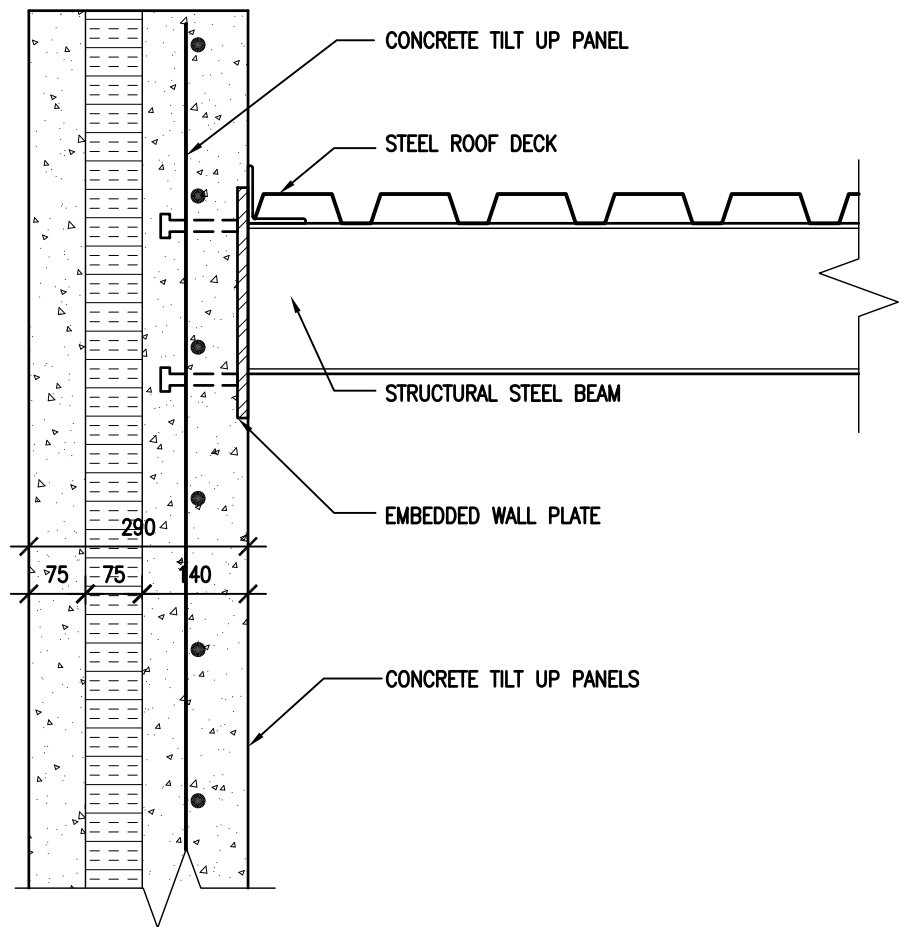 CONCRETE TILT UP PANEL
STEEL ROOF DECK
STRUCTURAL STEEL BEAM
EMBEDDED WALL PLATE
290
75 75 140
CONCRETE TILT UP PANELS